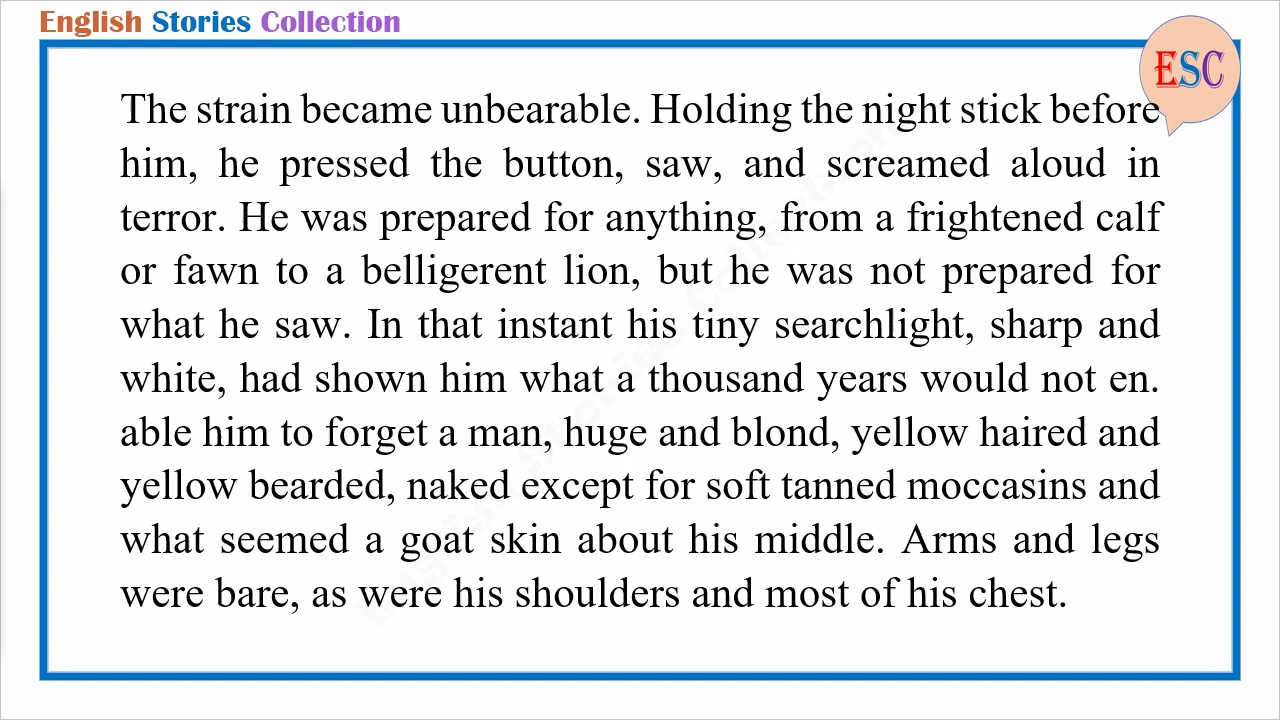 English Stories Collection
ESC
The strain became unbearable. Holding the night stick before
him, he pressed the button, saw, and screamed aloud in
terror. He was prepared for anything, from a frightened calf
or fawn to a belligerent lion, but he was not prepared for
what he saw. In that instant his tiny searchlight, sharp and
white, had shown him what a thousand years would not en.
able him to forget a man, huge and blond, yellow haired and
yellow bearded, naked except for soft tanned moccasins and
what seemed a goat skin about his middle. Arms and legs
were bare, as were his shoulders and most of his chest.